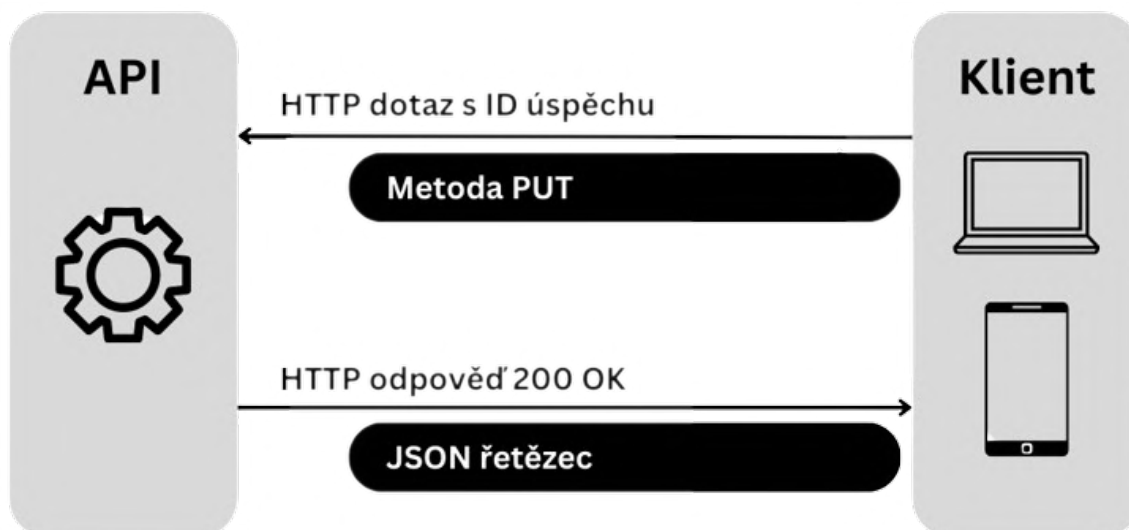 API
Klient
HTTP dotaz s ID úspěchu
Metoda PUT
HTTP odpověď 200 OK
JSON řetězec